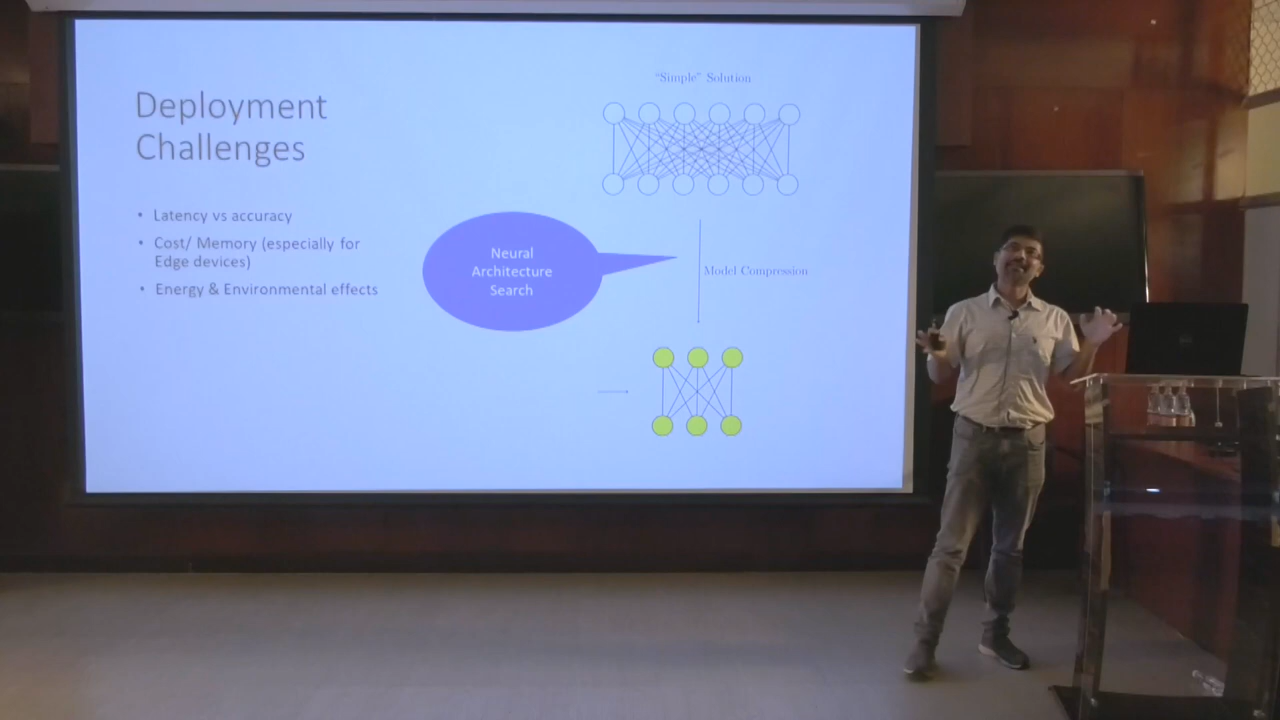 Deployment
Challenges
• Latency vs accuracy
• Cost/ Memory (especially for
Edge devices)
• Energy & Environmental effects
Neural
Architecture
Search
"Simple" Solution
Model Compression